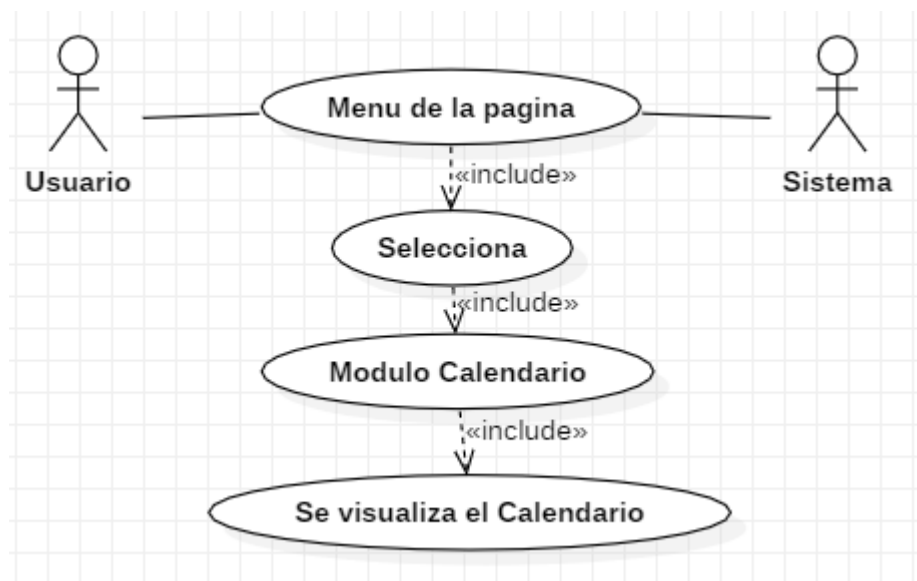 Menu de la pagina
Usuario
Sistema
«include»
Selecciona
«include»
Modulo Calendario
«include»
Se visualiza el Calendario